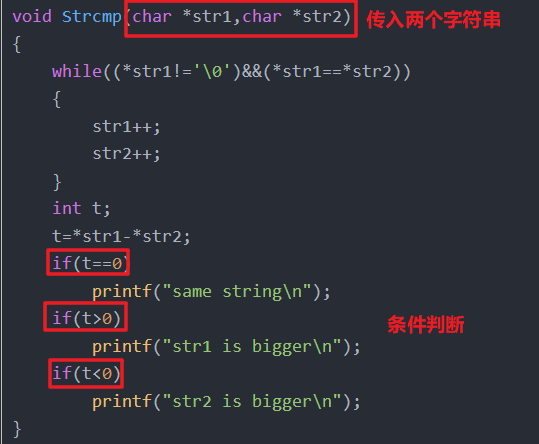 void Strcmp(char *str1,char *str2) 传入两个字符串
{
while((*str1!='\0')&&(*str1==*str2))
{
str1++;
str2++;
}
int t;
t=*str1-*str2;
if(t==0)
printf("same string\n");
if(t>0)
条件判断
printf("str1 is bigger\n");
if(t<0)
printf("str2 is bigger\n");
}